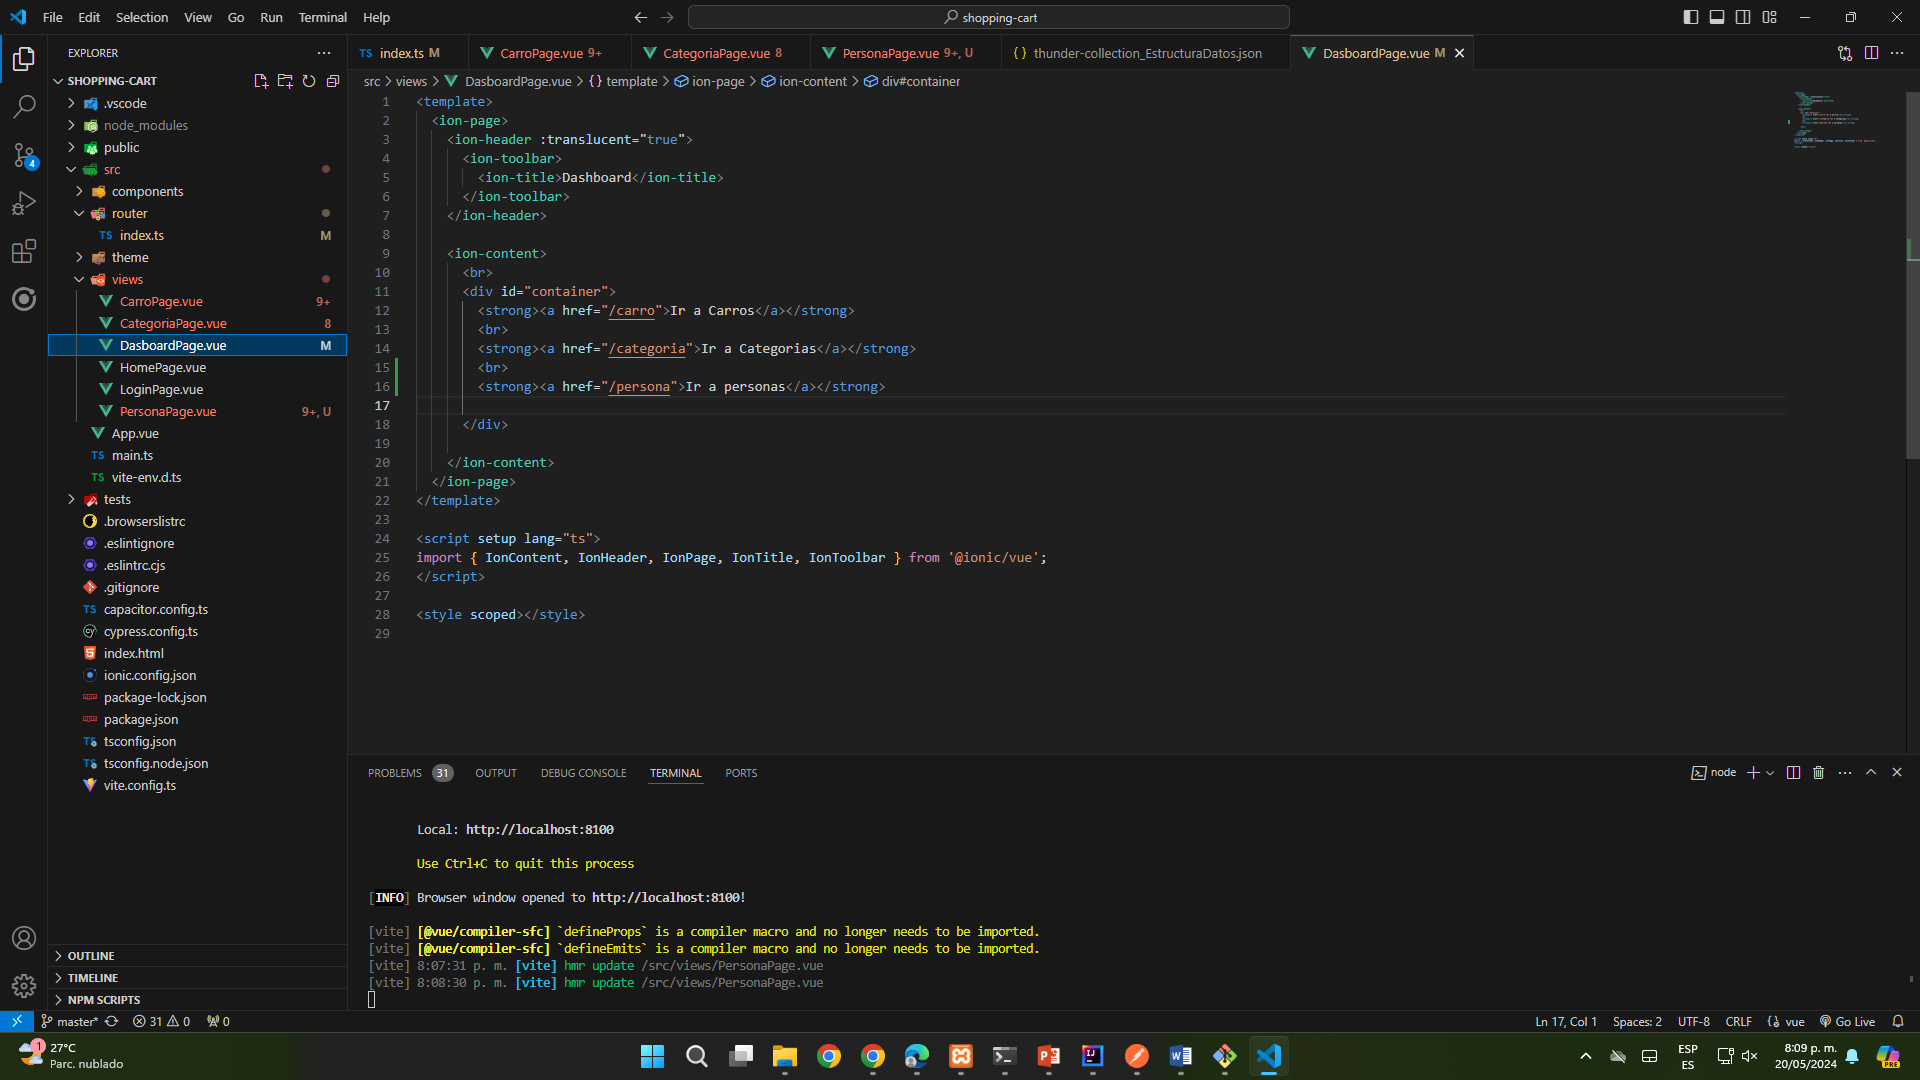 File Edit Selection View Go Run Terminal Help
shopping-cart
EXPLORER
SHOPPING-CART
.vscode
node_modules
public
src
components
router
TS index.ts M
theme
views
CarroPage.vue 9+
CategoriaPage.vue 8
DasboardPage.vue M
HomePage.vue
LoginPage.vue
PersonaPage.vue 9+, U
App.vue
TS main.ts
TS vite-env.d.ts
tests
.browserslistrc
.eslintignore
.eslintrc.cjs
.gitignore
TS capacitor.config.ts
cypress.config.ts
index.html
ionic.config.json
package-lock.json
package.json
tsconfig.json
tsconfig.node.json
vite.config.ts
OUTLINE
TIMELINE
NPM SCRIPTS
4
TS index.ts M
CarroPage.vue 9+
CategoriaPage.vue 8
PersonaPage.vue 9+, U
{} thunder-collection_EstructuraDatos.json
DasboardPage.vue M
src > views > DasboardPage.vue > {} template > ion-page > ion-content > div#container
1 <template>
2 <ion-page>
3 <ion-header :translucent="true">
4 <ion-toolbar>
5 <ion-title>Dashboard</ion-title>
6 </ion-toolbar>
7 </ion-header>
8
9 <ion-content>
10 <br>
11 <div id="container">
12 <strong><a href="/carro">Ir a Carros</a></strong>
13 <br>
14 <strong><a href="/categoria">Ir a Categorias</a></strong>
15 <br>
16 <strong><a href="/persona">Ir a personas</a></strong>
17
18 </div>
19
20 </ion-content>
21 </ion-page>
22 </template>
23
24 <script setup lang="ts">
25 import { IonContent, IonHeader, IonPage, IonTitle, IonToolbar } from '@ionic/vue';
26 </script>
27
28 <style scoped></style>
29
PROBLEMS 31 OUTPUT DEBUG CONSOLE TERMINAL PORTS
node
Local: http://localhost:8100
Use Ctrl+C to quit this process
[INFO] Browser window opened to http://localhost:8100!
[vite] [@vue/compiler-sfc] `defineProps` is a compiler macro and no longer needs to be imported.
[vite] [@vue/compiler-sfc] `defineEmits` is a compiler macro and no longer needs to be imported.
[vite] 8:07:31 p. m. [vite] hmr update /src/views/PersonaPage.vue
[vite] 8:08:30 p. m. [vite] hmr update /src/views/PersonaPage.vue
master* 31 0 0
Ln 17, Col 1 Spaces: 2 UTF-8 CRLF vue Go Live
1
27°C
Parc. nublado
ESP
ES
8:09 p. m.
20/05/2024
PRE